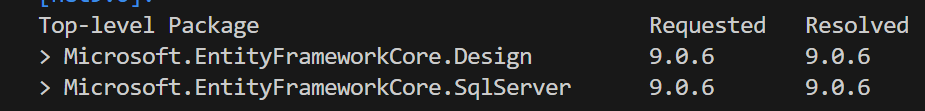 Top-level Package Requested Resolved
> Microsoft.EntityFrameworkCore.Design 9.0.6 9.0.6
> Microsoft.EntityFrameworkCore.SqlServer 9.0.6 9.0.6